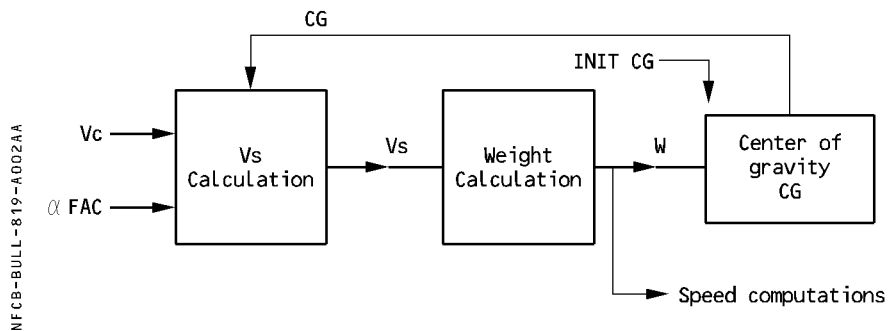 CG
INIT CG
Vc
α FAC
Vs
Calculation
Vs
Weight
Calculation
W
Center of
gravity
CG
Speed computations
NFCB-BULL-819-A002AA